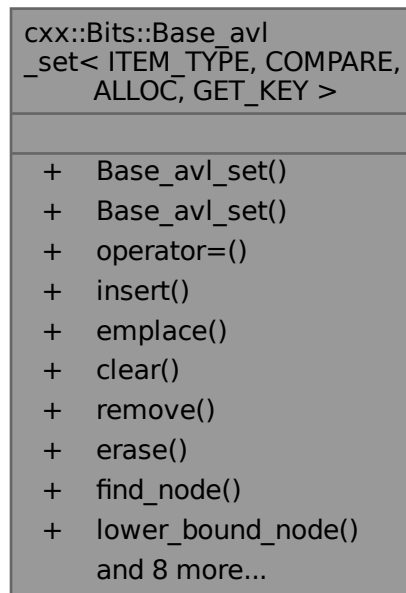 cxx::Bits::Base_avl
_set< ITEM_TYPE, COMPARE,
ALLOC, GET_KEY >
+ Base_avl_set()
+ Base_avl_set()
+ operator=()
+ insert()
+ emplace()
+ clear()
+ remove()
+ erase()
+ find_node()
+ lower_bound_node()
and 8 more...